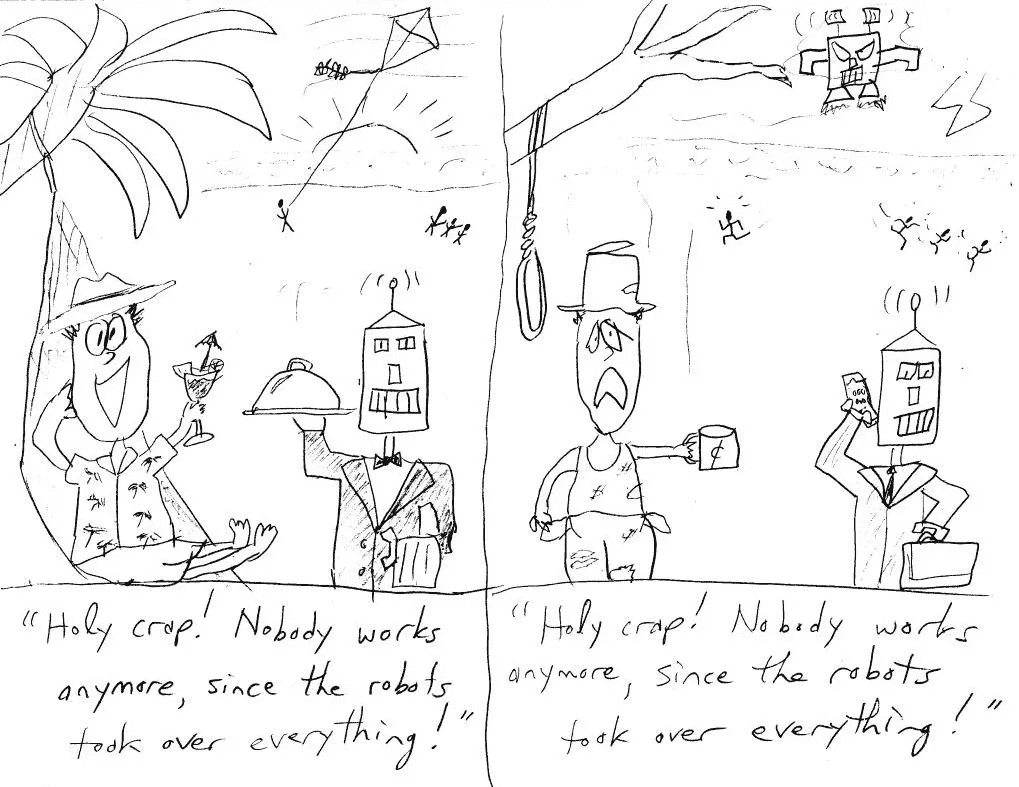 "Holy crap! Nobody works
anymore, since the robots
took over everything!"
¢
$
$
"Holy crap! Nobody works
anymore, since the robots
took over everything!"